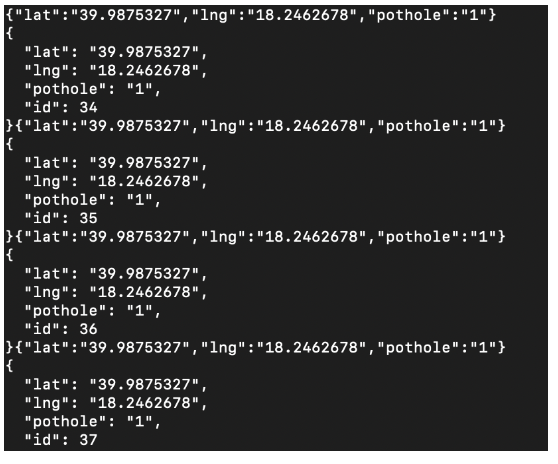 {"lat":"39.9875327","lng":"18.2462678","pothole":"1"}
{
  "lat": "39.9875327",
  "lng": "18.2462678",
  "pothole": "1",
  "id": 34
}{"lat":"39.9875327","lng":"18.2462678","pothole":"1"}
{
  "lat": "39.9875327",
  "lng": "18.2462678",
  "pothole": "1",
  "id": 35
}{"lat":"39.9875327","lng":"18.2462678","pothole":"1"}
{
  "lat": "39.9875327",
  "lng": "18.2462678",
  "pothole": "1",
  "id": 36
}{"lat":"39.9875327","lng":"18.2462678","pothole":"1"}
{
  "lat": "39.9875327",
  "lng": "18.2462678",
  "pothole": "1",
  "id": 37